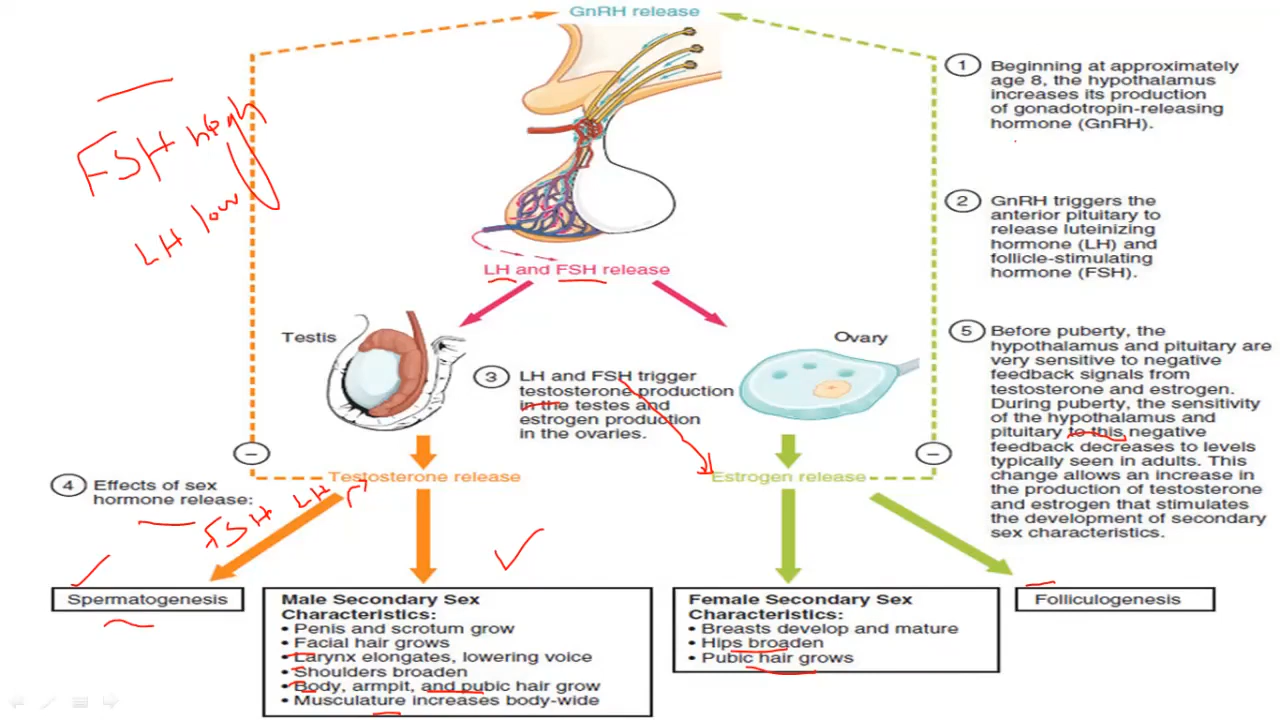 GnRH release
1 Beginning at approximately
age 8, the hypothalamus
increases its production
of gonadotropin-releasing
hormone (GnRH).
FSH high
LH low
2 GnRH triggers the
anterior pituitary to
release luteinizing
hormone (LH) and
follicle-stimulating
hormone (FSH).
LH and FSH release
Testis
Ovary
3 LH and FSH trigger
testosterone production
in the testes and
estrogen production
in the ovaries.
5 Before puberty, the
hypothalamus and pituitary are
very sensitive to negative
feedback signals from
testosterone and estrogen.
During puberty, the sensitivity
of the hypothalamus and
pituitary to this negative
feedback decreases to levels
typically seen in adults. This
change allows an increase in
the production of testosterone
and estrogen that stimulates
the development of secondary
sex characteristics.
−
−
Testosterone release
Estrogen release
4 Effects of sex
hormone release:
FSH LH
Spermatogenesis
Male Secondary Sex
Characteristics:
• Penis and scrotum grow
• Facial hair grows
• Larynx elongates, lowering voice
• Shoulders broaden
• Body, armpit, and pubic hair grow
• Musculature increases body-wide
Female Secondary Sex
Characteristics:
• Breasts develop and mature
• Hips broaden
• Pubic hair grows
Folliculogenesis